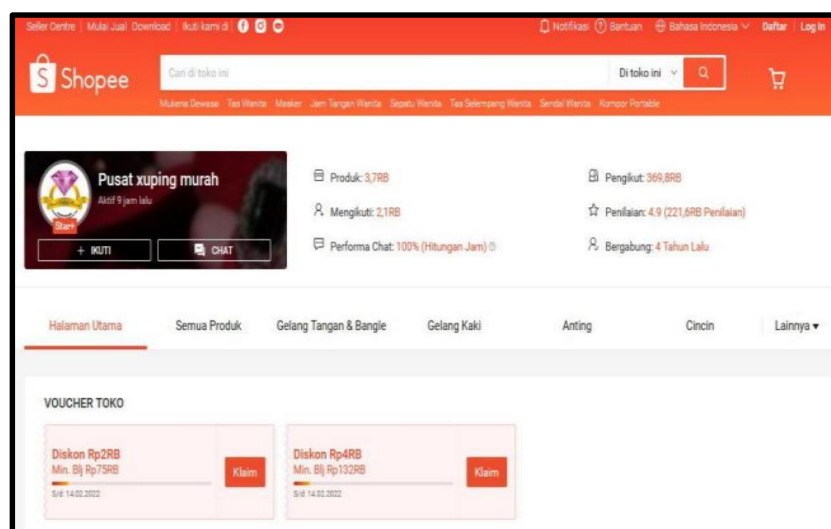 Seller Centre | Mulai Jual Download | Ikuti kami di
Notifikasi Bantuan Bahasa Indonesia Daftar | Log In
Shopee
Cari di toko ini
Di toko ini
Mukena Dewasa Tas Wanita Masker Jam Tangan Wanita Sepatu Wanita Tas Selempang Wanita Sendal Wanita Kompor Portable
Pusat xuping murah
Aktif 9 jam lalu
Star+
+ IKUTI
CHAT
Produk: 3,7RB
Mengikuti: 2,1RB
Performa Chat: 100% (Hitungan Jam)
Pengikut: 369,8RB
Penilaian: 4.9 (221,6RB Penilaian)
Bergabung: 4 Tahun Lalu
Halaman Utama Semua Produk Gelang Tangan & Bangle Gelang Kaki Anting Cincin Lainnya
VOUCHER TOKO
Diskon Rp2RB
Min. Blj Rp75RB
S/d: 14.02.2022
Klaim
Diskon Rp4RB
Min. Blj Rp132RB
S/d: 14.02.2022
Klaim